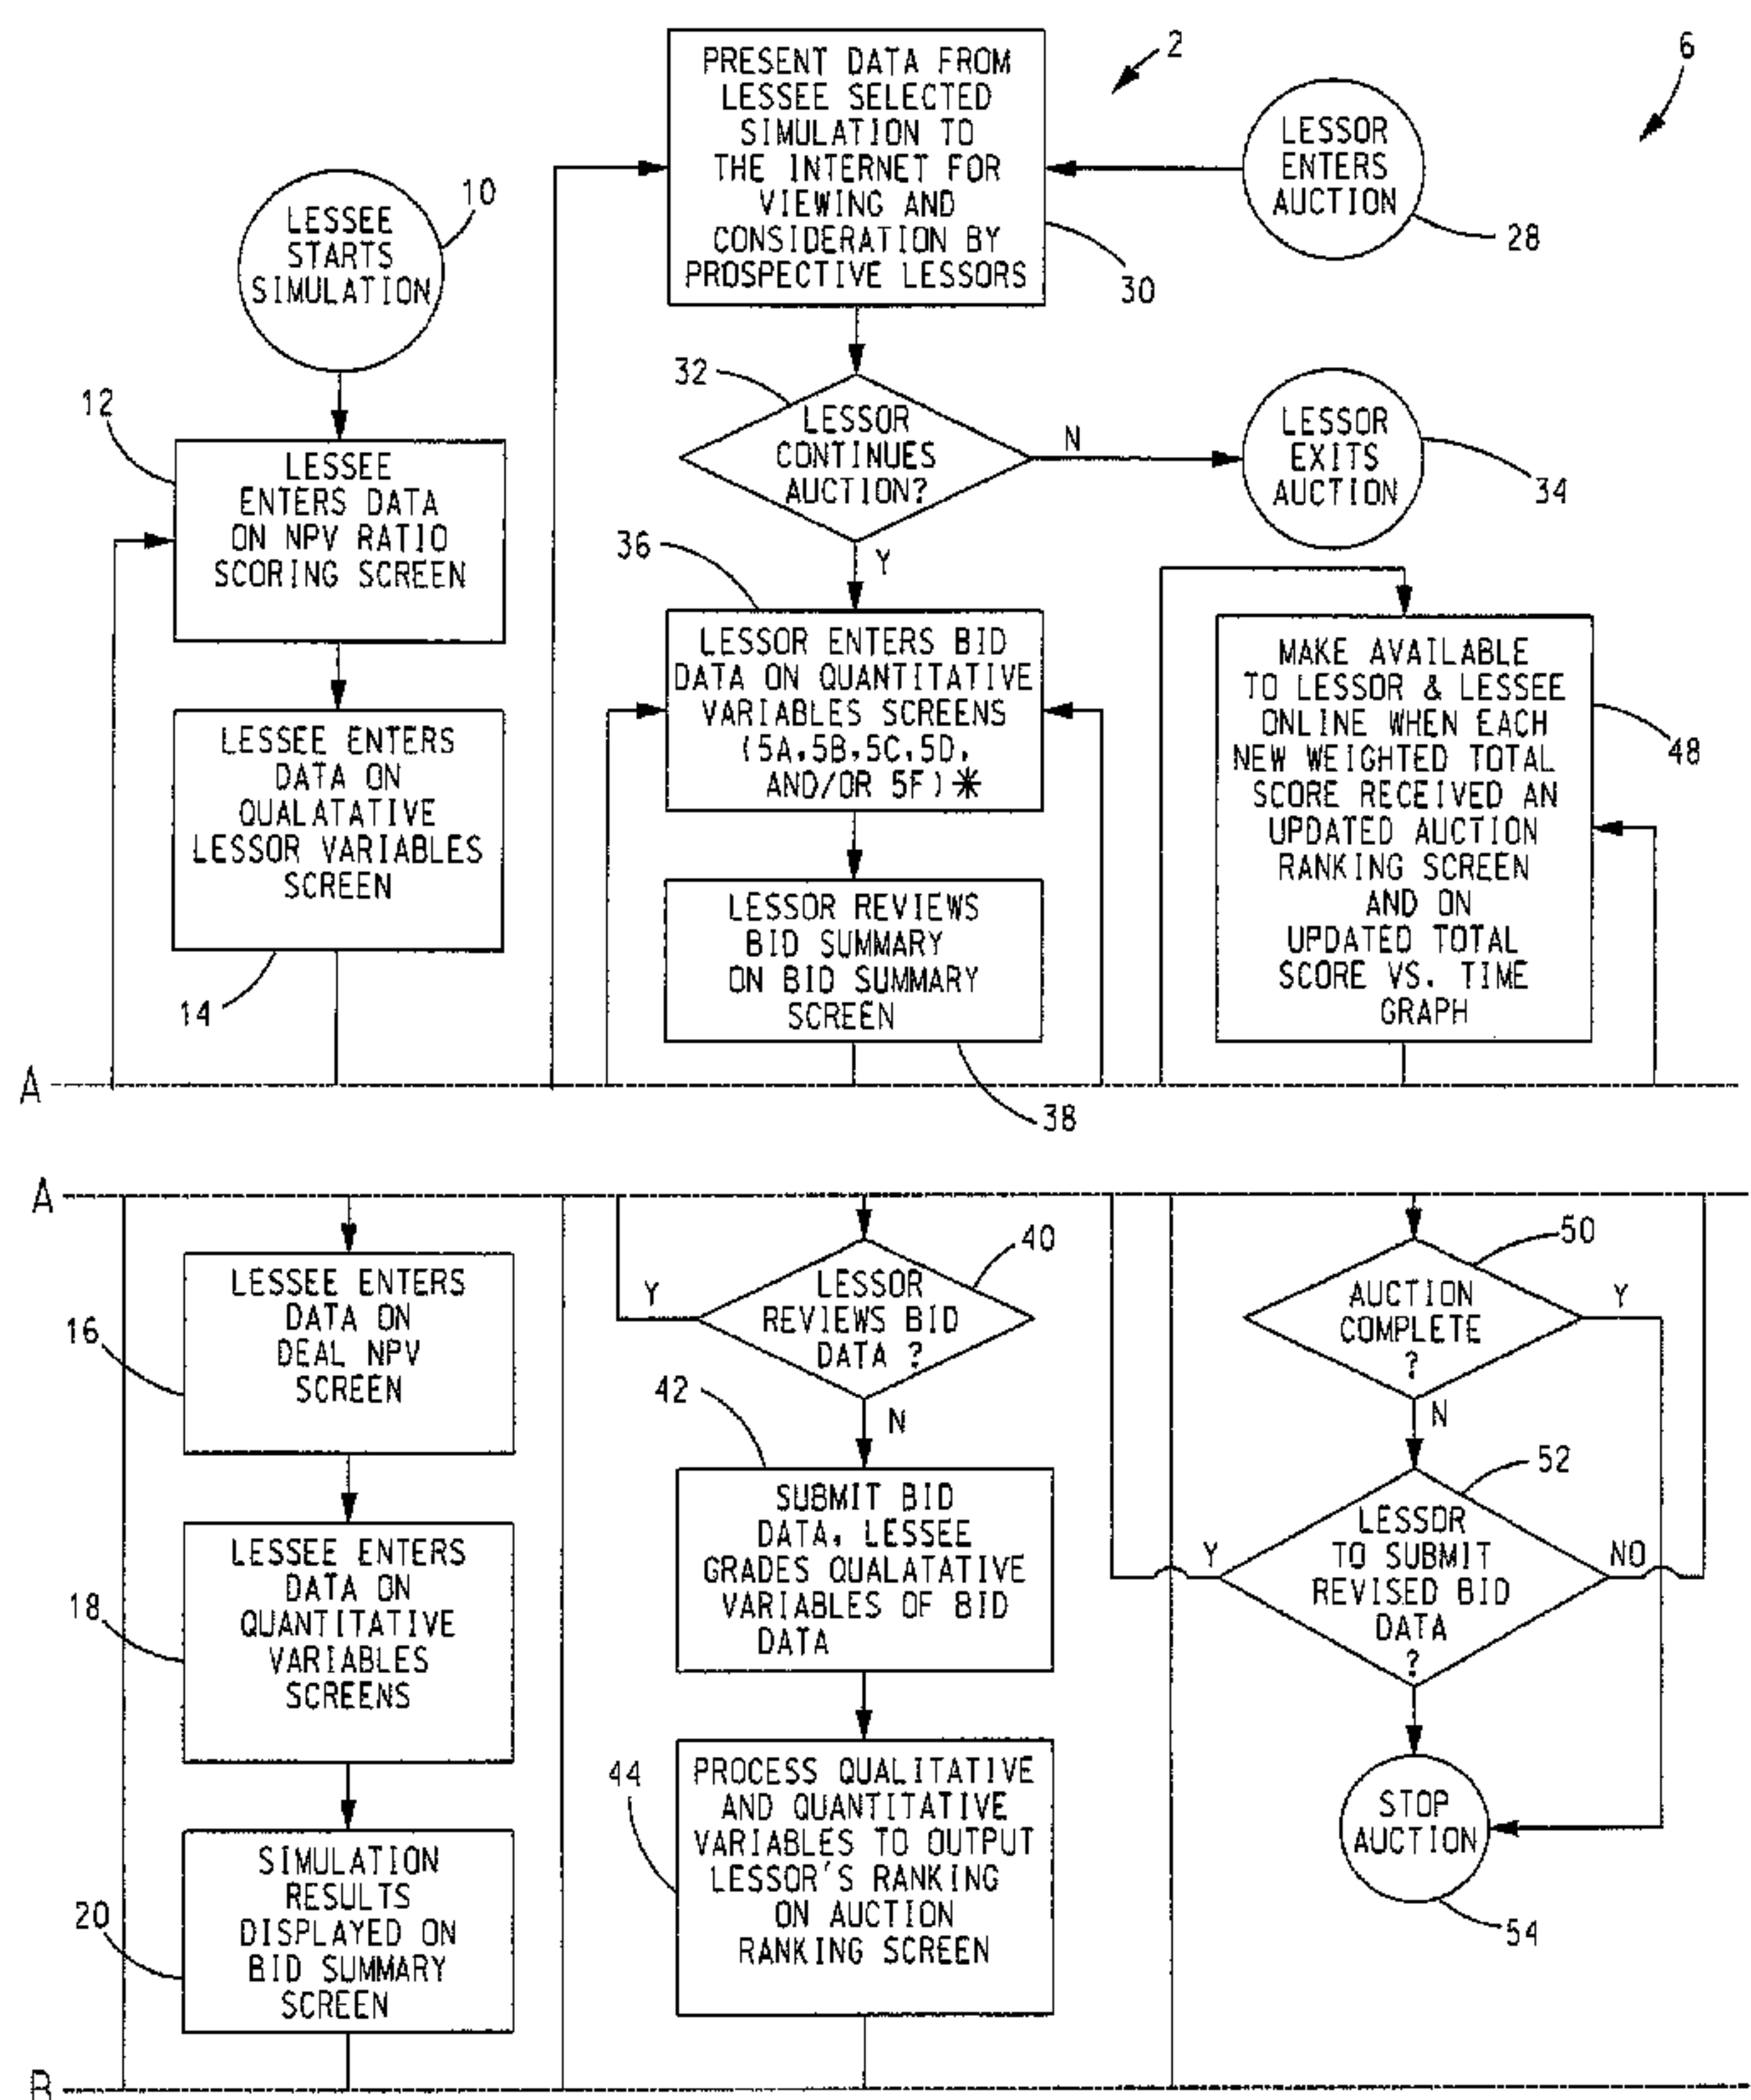 2
6
PRESENT DATA FROM
LESSEE SELECTED
SIMULATION TO
THE INTERNET FOR
VIEWING AND
CONSIDERATION BY
PROSPECTIVE LESSORS
30
LESSOR
ENTERS
AUCTION
28
10
LESSEE
STARTS
SIMULATION
32
LESSOR
CONTINUES
AUCTION?
N
Y
LESSOR
EXITS
AUCTION
34
12
LESSEE
ENTERS DATA
ON NPV RATIO
SCORING SCREEN
36
LESSOR ENTERS BID
DATA ON QUANTITATIVE
VARIABLES SCREENS
(5A,5B,5C,5D,
AND/OR 5F)*
MAKE AVAILABLE
TO LESSOR & LESSEE
ONLINE WHEN EACH
NEW WEIGHTED TOTAL
SCORE RECEIVED AN
UPDATED AUCTION
RANKING SCREEN
AND ON
UPDATED TOTAL
SCORE VS. TIME
GRAPH
48
LESSEE ENTERS
DATA ON
QUALATATIVE
LESSOR VARIABLES
SCREEN
14
LESSOR REVIEWS
BID SUMMARY
ON BID SUMMARY
SCREEN
38
A
A
LESSEE ENTERS
DATA ON
DEAL NPV
SCREEN
16
40
LESSOR
REVIEWS BID
DATA ?
Y
N
50
AUCTION
COMPLETE
?
Y
N
42
SUBMIT BID
DATA, LESSEE
GRADES QUALATATIVE
VARIABLES OF BID
DATA
52
LESSOR
TO SUBMIT
REVISED BID
DATA
?
Y
NO
LESSEE ENTERS
DATA ON
QUANTITATIVE
VARIABLES
SCREENS
18
44
PROCESS QUALITATIVE
AND QUANTITATIVE
VARIABLES TO OUTPUT
LESSOR'S RANKING
ON AUCTION
RANKING SCREEN
STOP
AUCTION
54
SIMULATION
RESULTS
DISPLAYED ON
BID SUMMARY
SCREEN
20
B